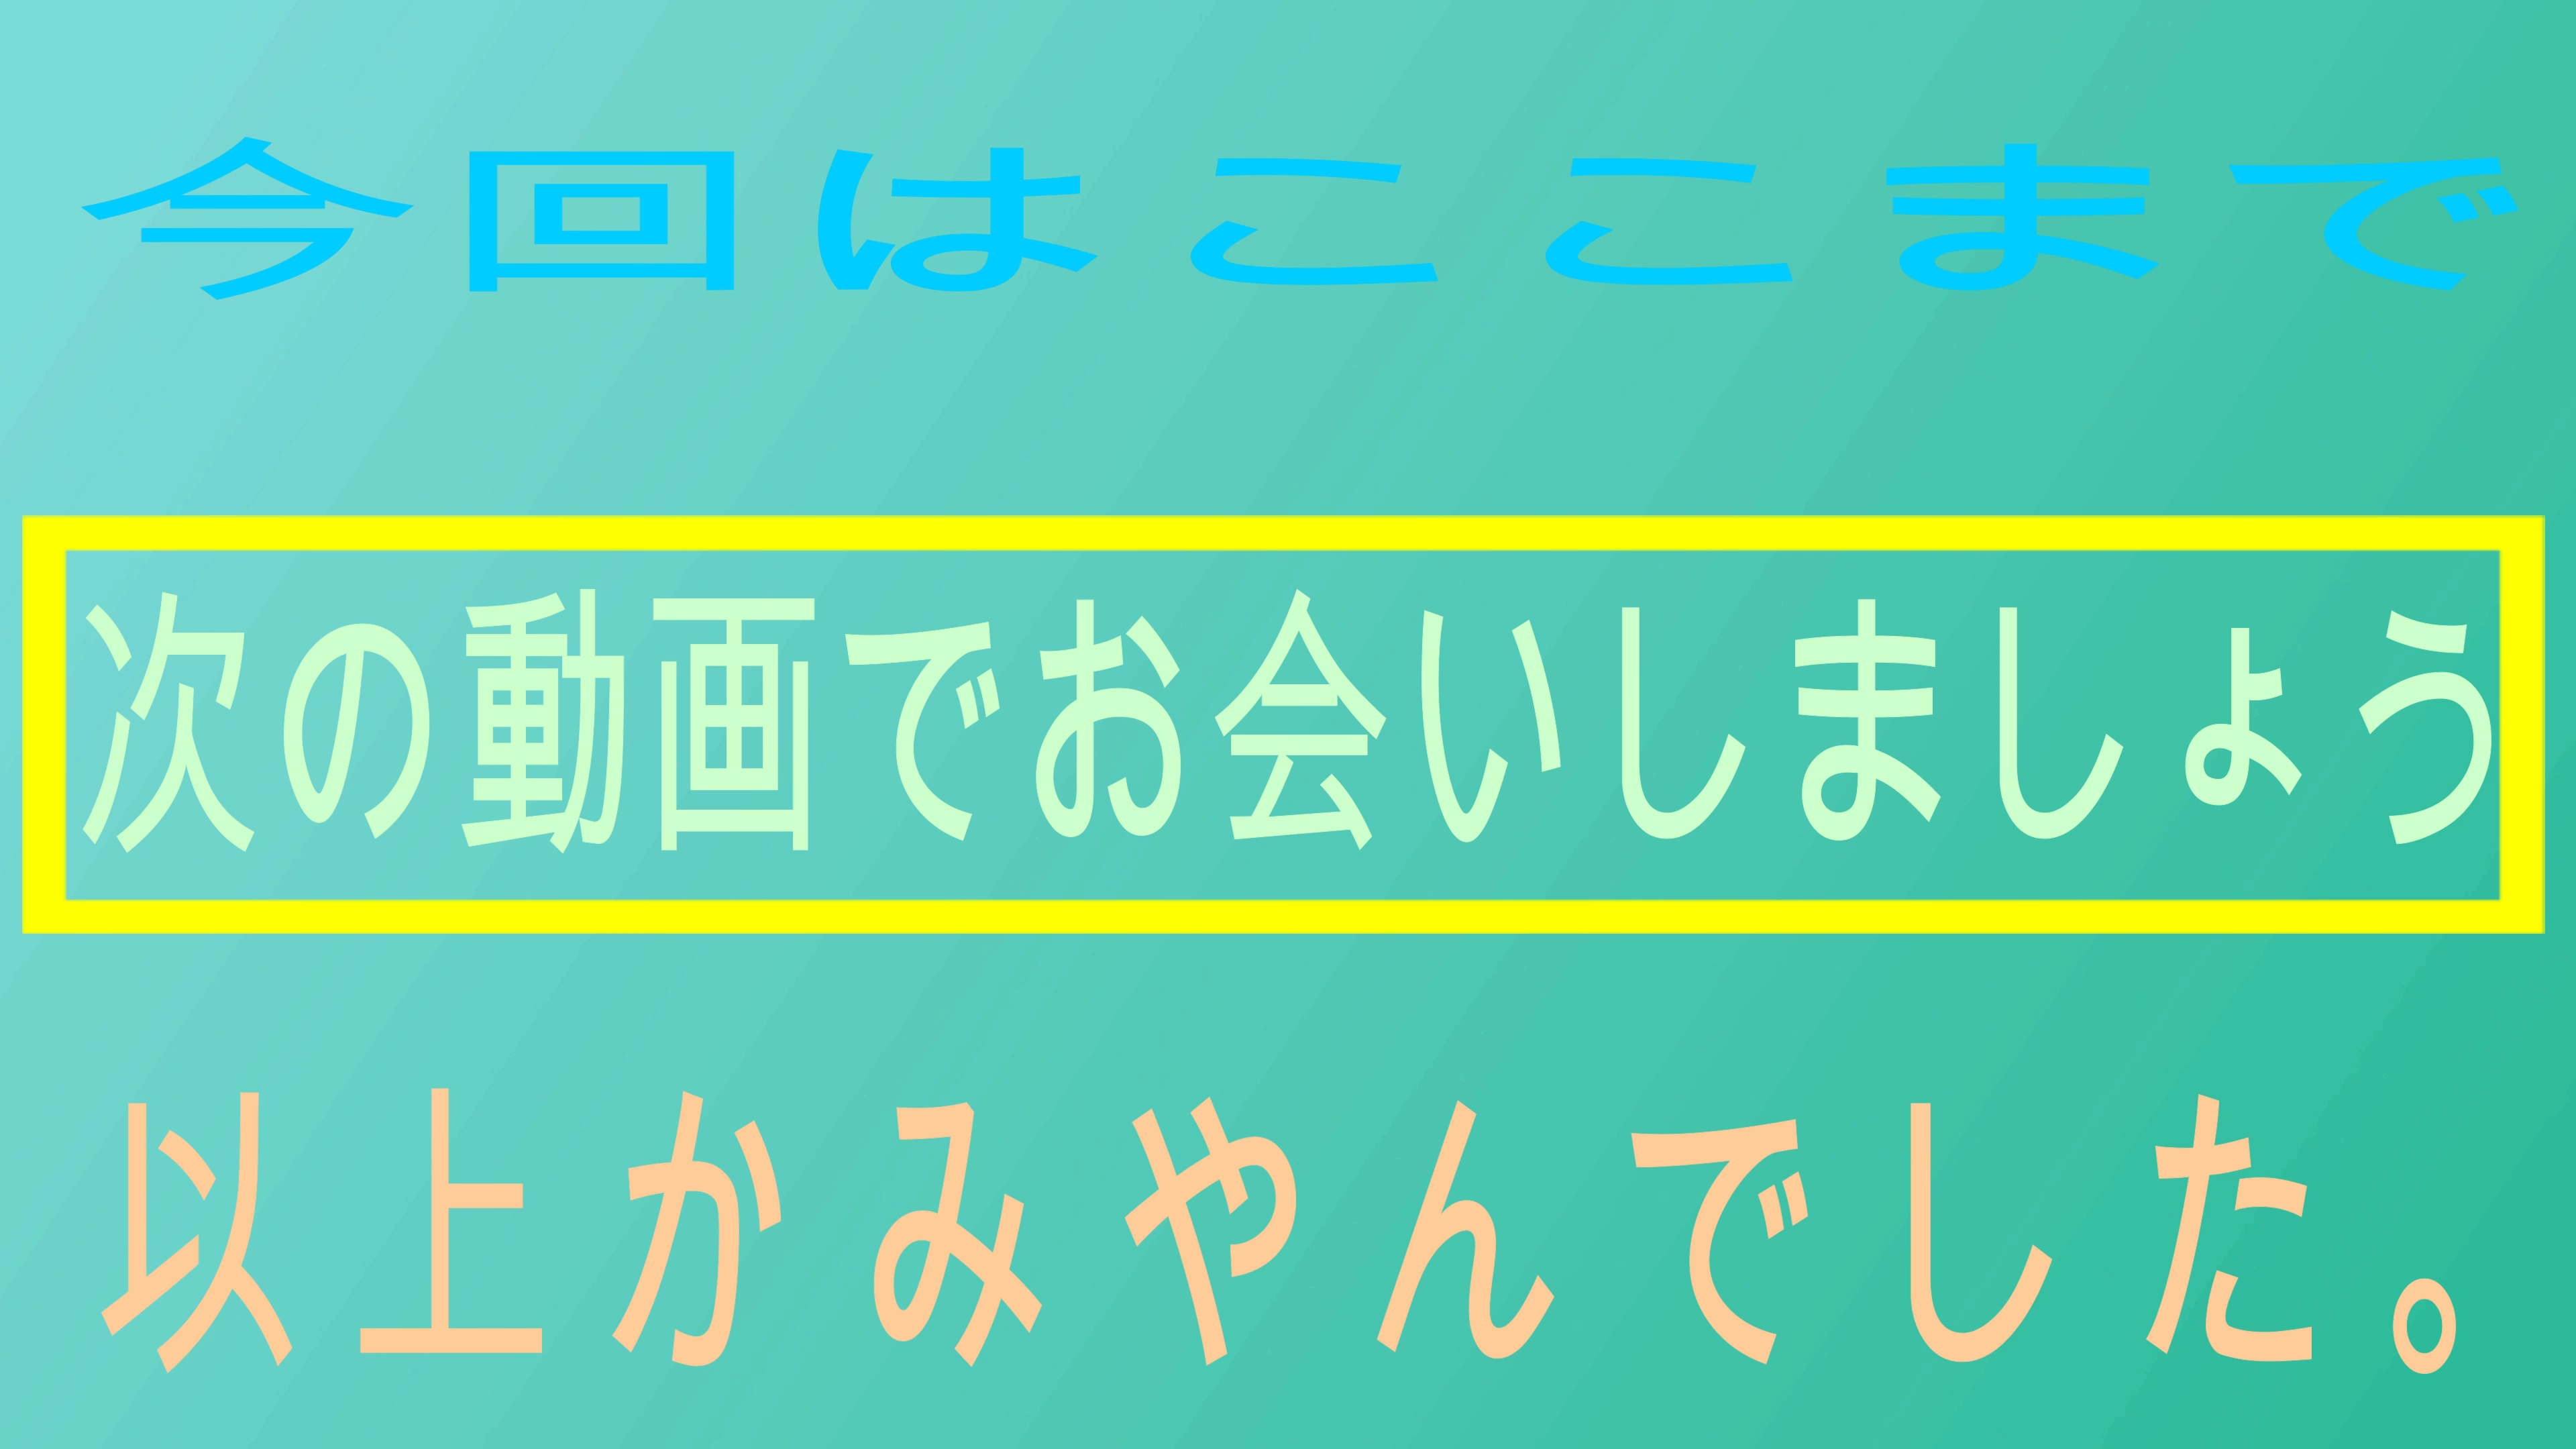 今回はここまで
次の動画でお会いしましょう
以上かみやんでした。